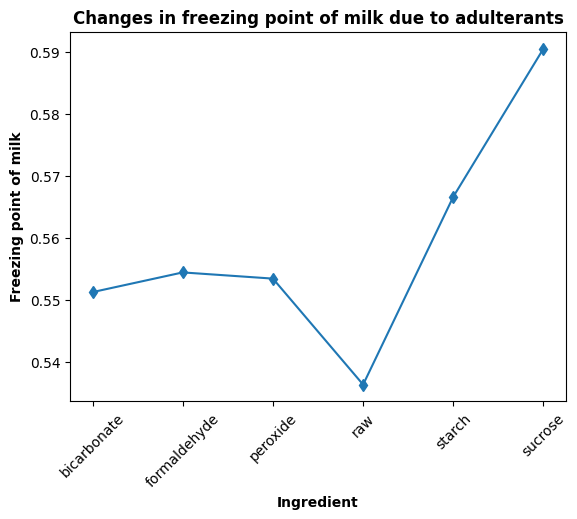 Changes in freezing point of milk due to adulterants
Freezing point of milk
0.59
0.58
0.57
0.56
0.55
0.54
bicarbonate
formaldehyde
peroxide
raw
starch
sucrose
Ingredient